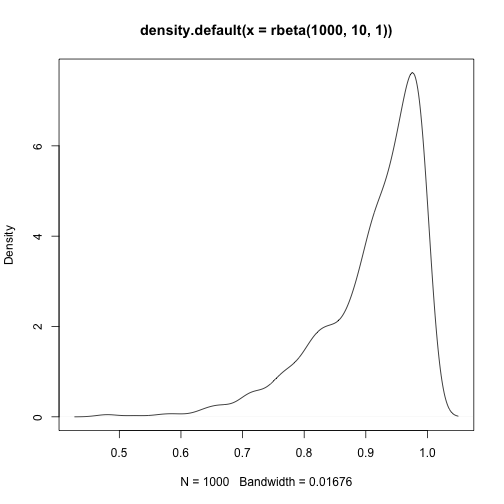 density.default(x = rbeta(1000, 10, 1))
Density
6
4
2
0
0.5 0.6 0.7 0.8 0.9 1.0
N = 1000 Bandwidth = 0.01676